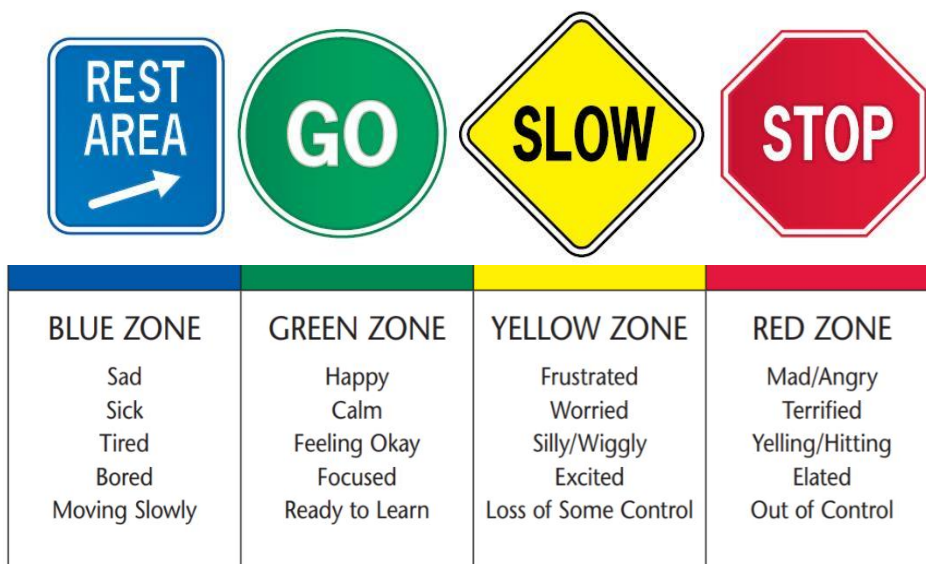 REST
AREA
GO
SLOW
STOP
BLUE ZONE
Sad
Sick
Tired
Bored
Moving Slowly
GREEN ZONE
Happy
Calm
Feeling Okay
Focused
Ready to Learn
YELLOW ZONE
Frustrated
Worried
Silly/Wiggly
Excited
Loss of Some Control
RED ZONE
Mad/Angry
Terrified
Yelling/Hitting
Elated
Out of Control